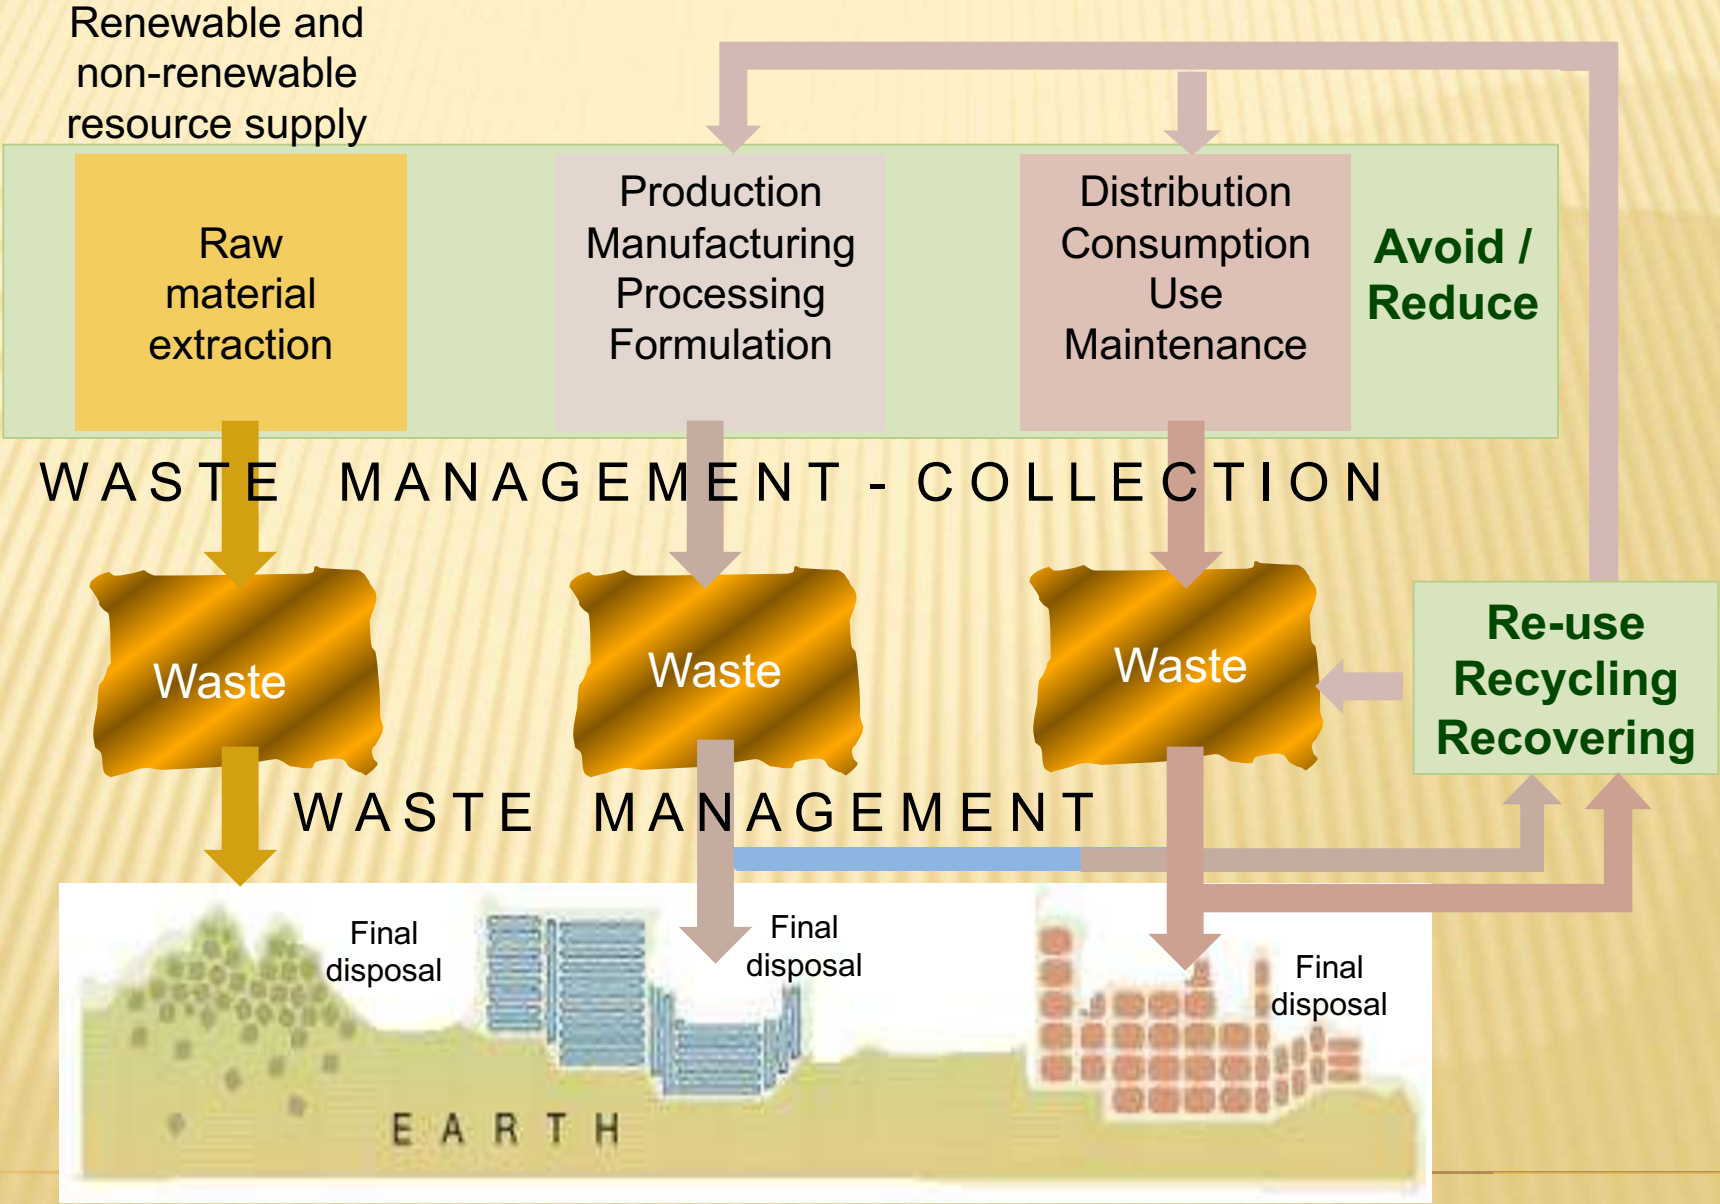 Renewable and
non-renewable
resource supply
Raw
material
extraction
Production
Manufacturing
Processing
Formulation
Distribution
Consumption
Use
Maintenance
Avoid /
Reduce
WASTE MANAGEMENT - COLLECTION
Waste
Waste
Waste
Re-use
Recycling
Recovering
WASTE MANAGEMENT
Final
disposal
Final
disposal
Final
disposal
EARTH